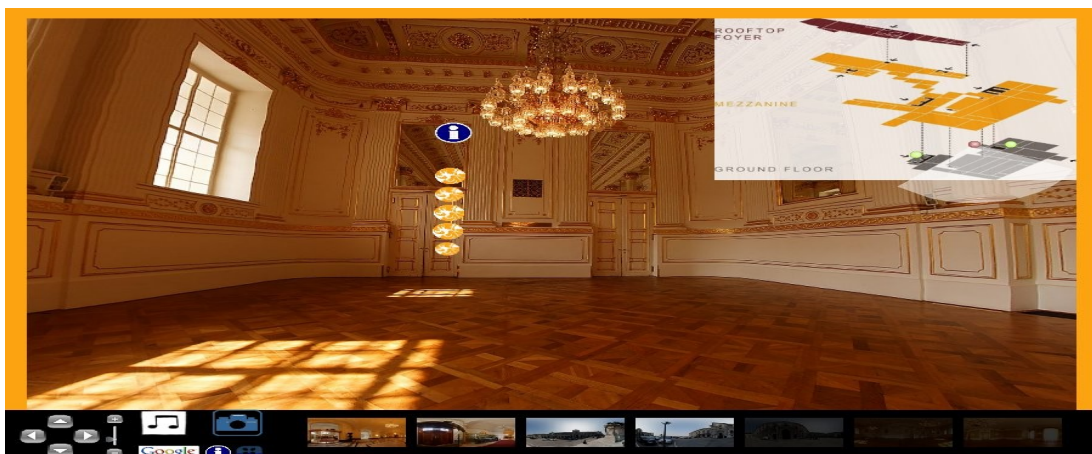 ROOFTOP
FOYER
MEZZANINE
GROUND FLOOR
i
Google
i